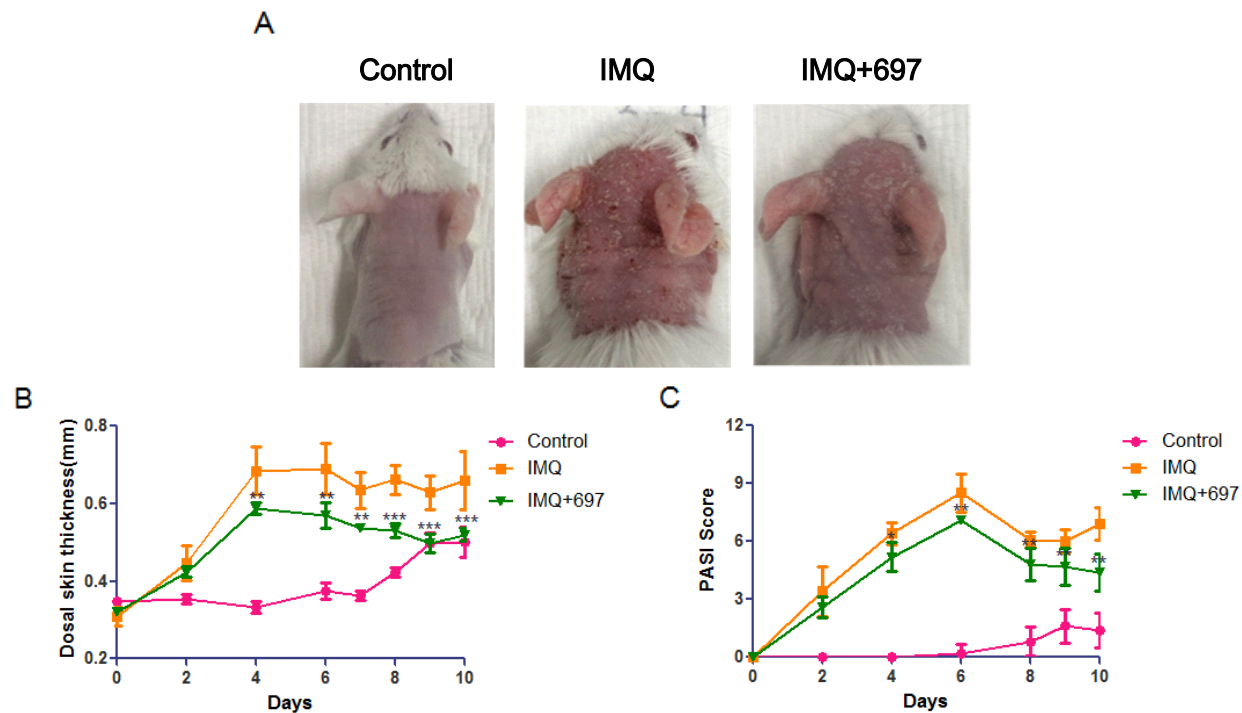 A
Control IMQ IMQ+697
B
Dosal skin thickness(mm)
0.8
0.6
0.4
0.2
** ** ** *** *** ***
0 2 4 6 8 10
Days
Control
IMQ
IMQ+697
C
PASI Score
12
9
6
3
0
* ** ** ** **
0 2 4 6 8 10
Days
Control
IMQ
IMQ+697